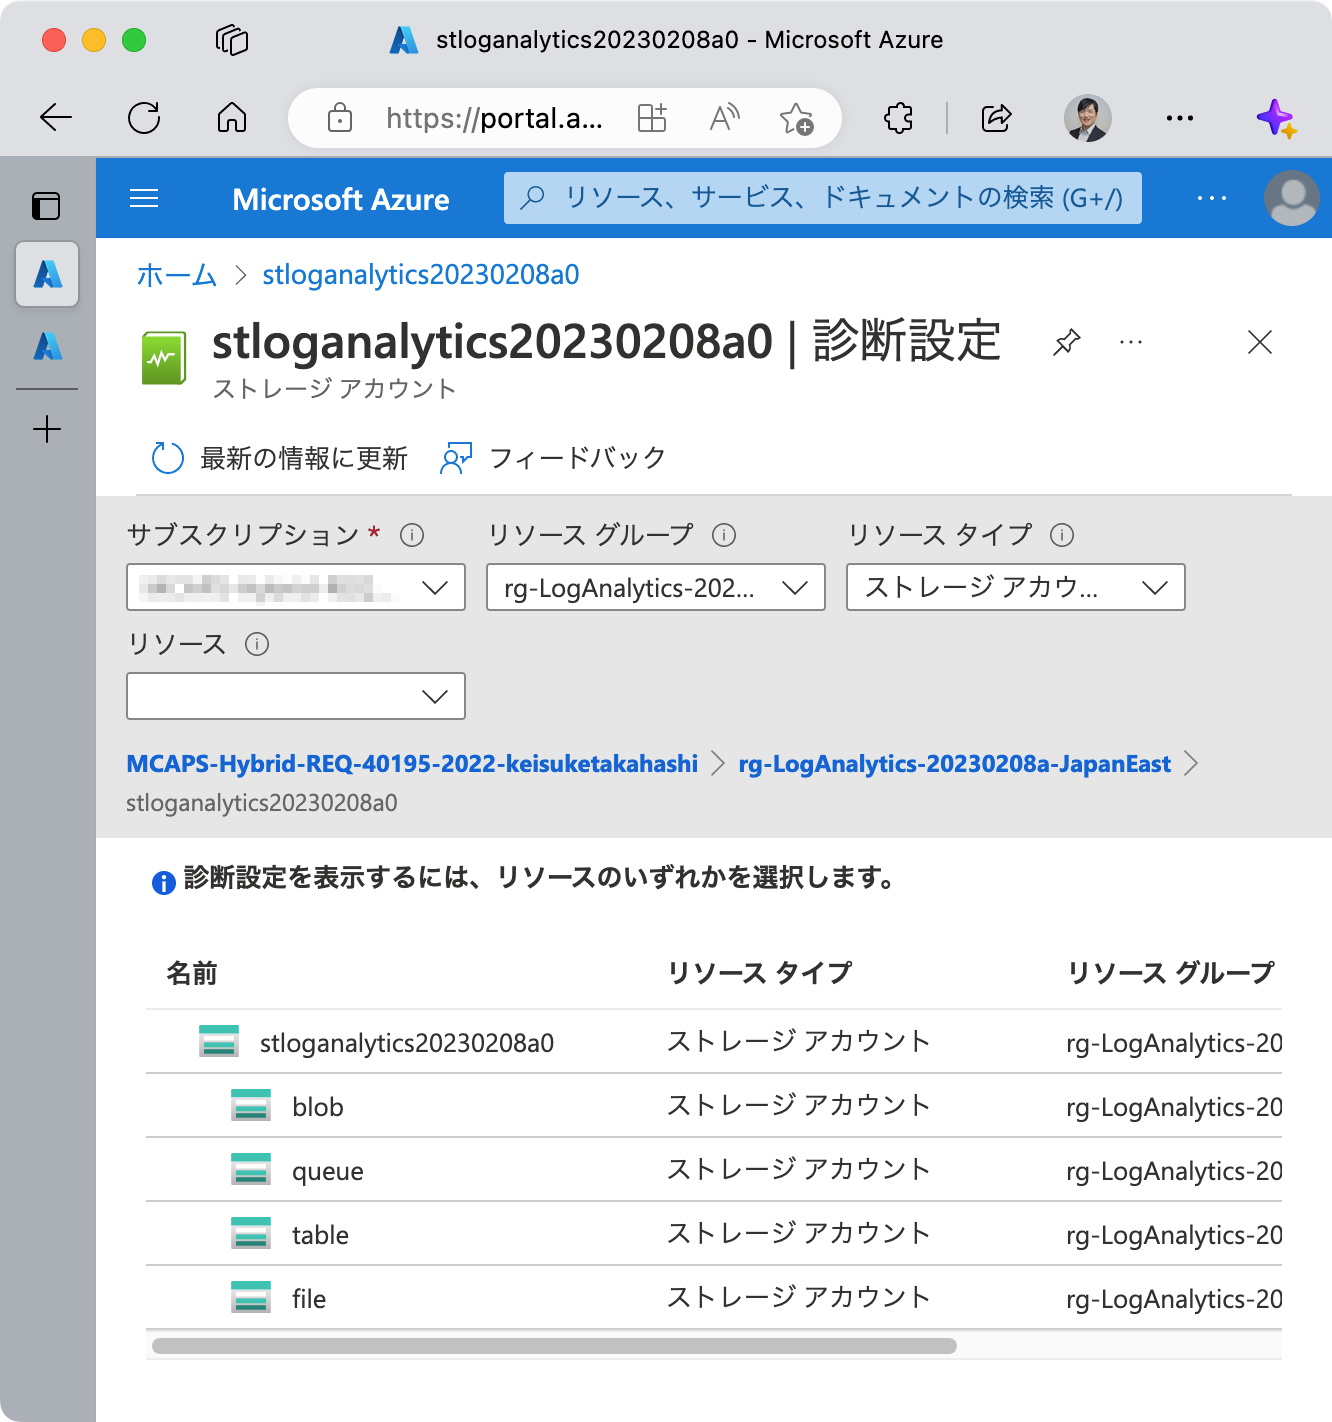 stloganalytics20230208a0 - Microsoft Azure
https://portal.a...
Microsoft Azure
リソース、サービス、ドキュメントの検索 (G+/)
ホーム > stloganalytics20230208a0
stloganalytics20230208a0 | 診断設定
ストレージ アカウント
最新の情報に更新 フィードバック
サブスクリプション * リソース グループ リソース タイプ
rg-LogAnalytics-202... ストレージ アカウ...
リソース
MCAPS-Hybrid-REQ-40195-2022-keisuketakahashi > rg-LogAnalytics-20230208a-JapanEast >
stloganalytics20230208a0
診断設定を表示するには、リソースのいずれかを選択します。
名前 リソース タイプ リソース グループ
stloganalytics20230208a0 ストレージ アカウント rg-LogAnalytics-20
blob ストレージ アカウント rg-LogAnalytics-20
queue ストレージ アカウント rg-LogAnalytics-20
table ストレージ アカウント rg-LogAnalytics-20
file ストレージ アカウント rg-LogAnalytics-20